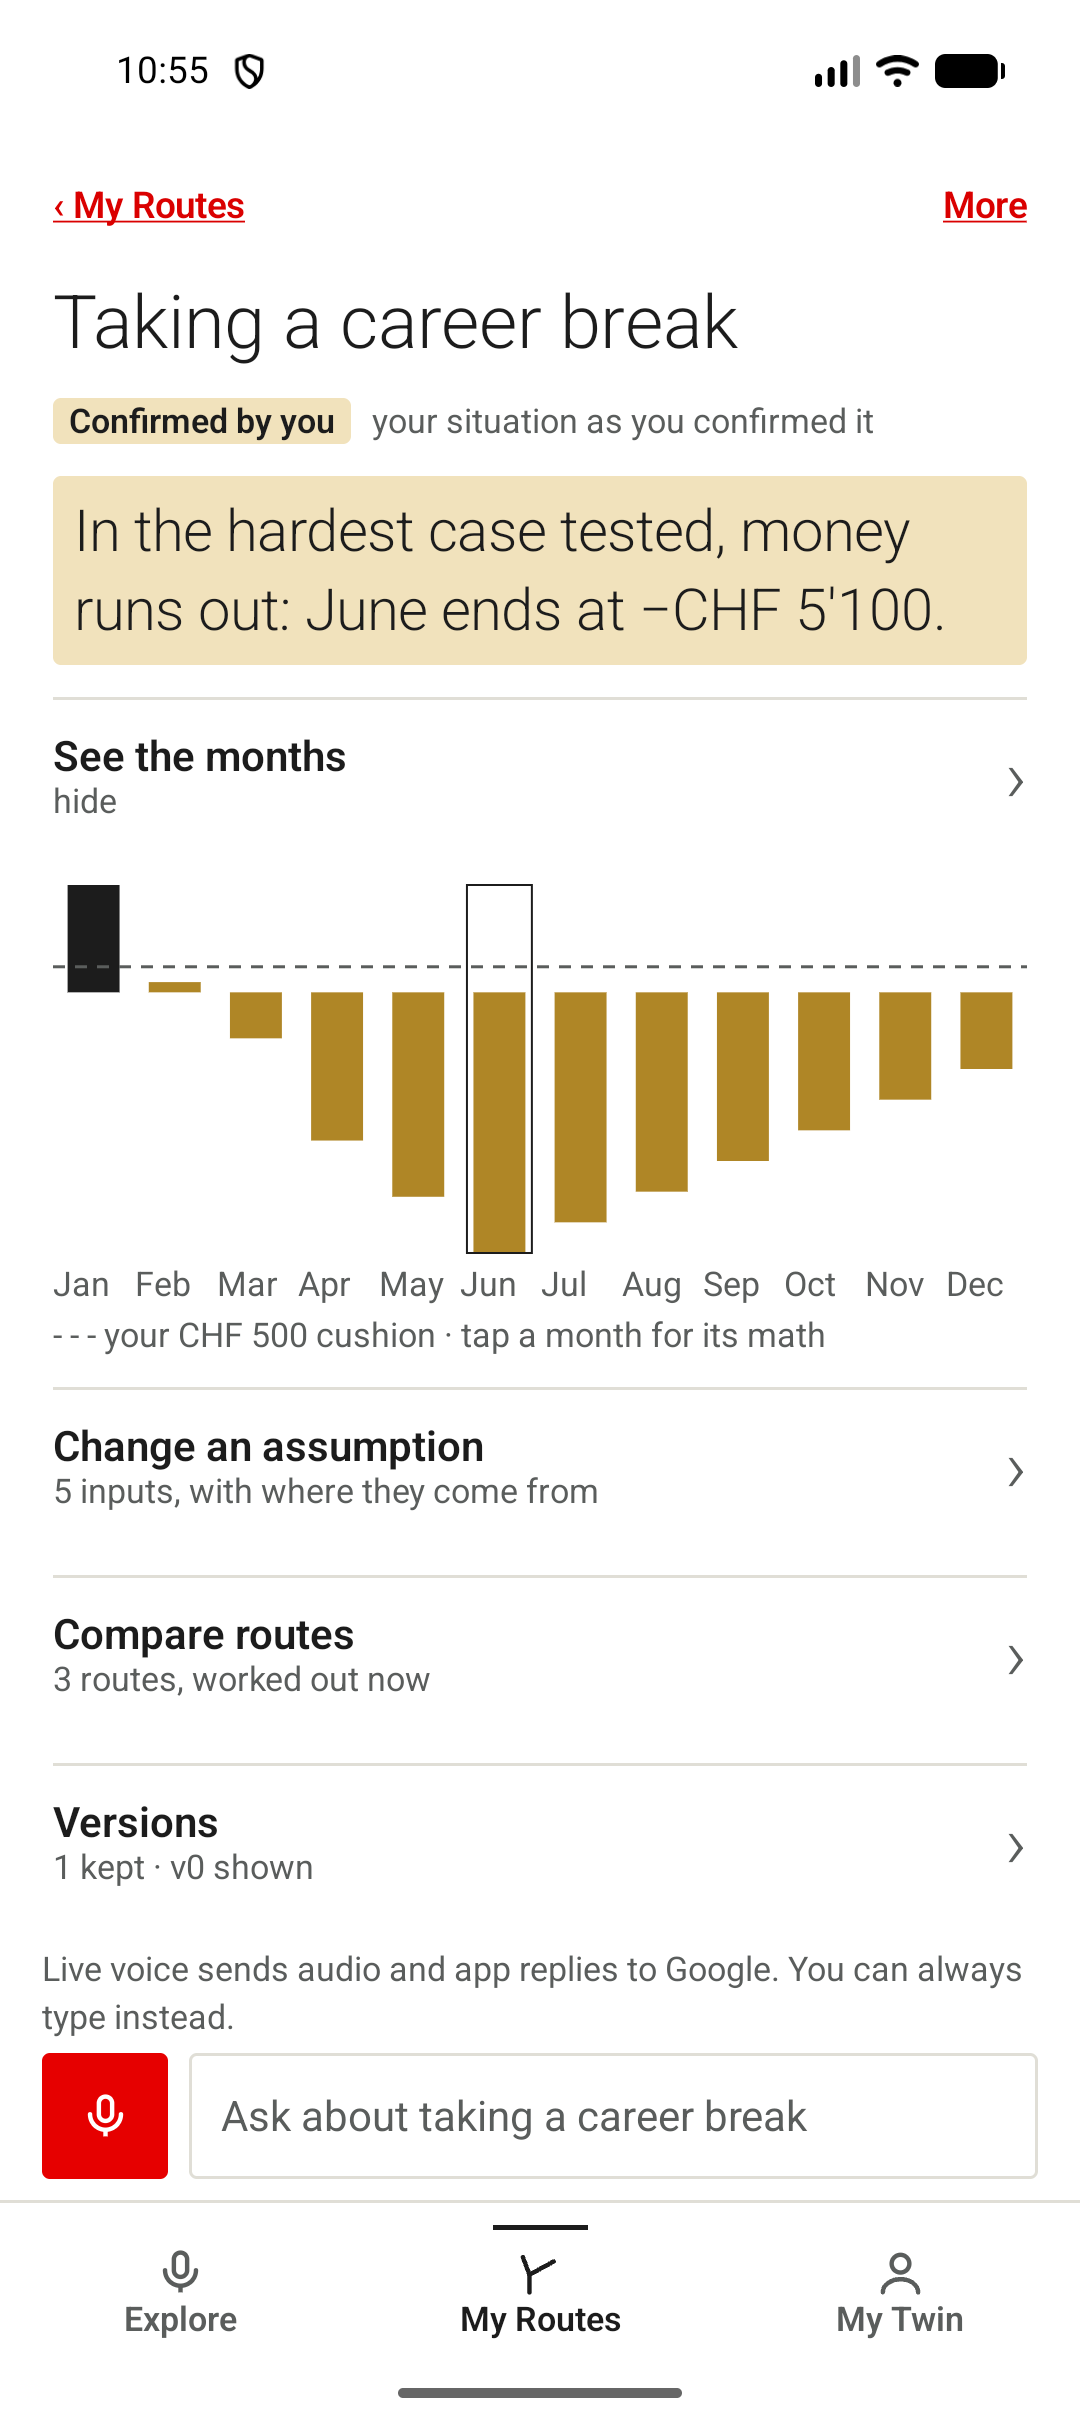 10:55
‹ My Routes
More
Taking a career break
Confirmed by you your situation as you confirmed it
In the hardest case tested, money
runs out: June ends at −CHF 5'100.
See the months
hide
Jan Feb Mar Apr May Jun Jul Aug Sep Oct Nov Dec
- - - your CHF 500 cushion · tap a month for its math
Change an assumption
5 inputs, with where they come from
Compare routes
3 routes, worked out now
Versions
1 kept · v0 shown
Live voice sends audio and app replies to Google. You can always
type instead.
Ask about taking a career break
Explore
My Routes
My Twin